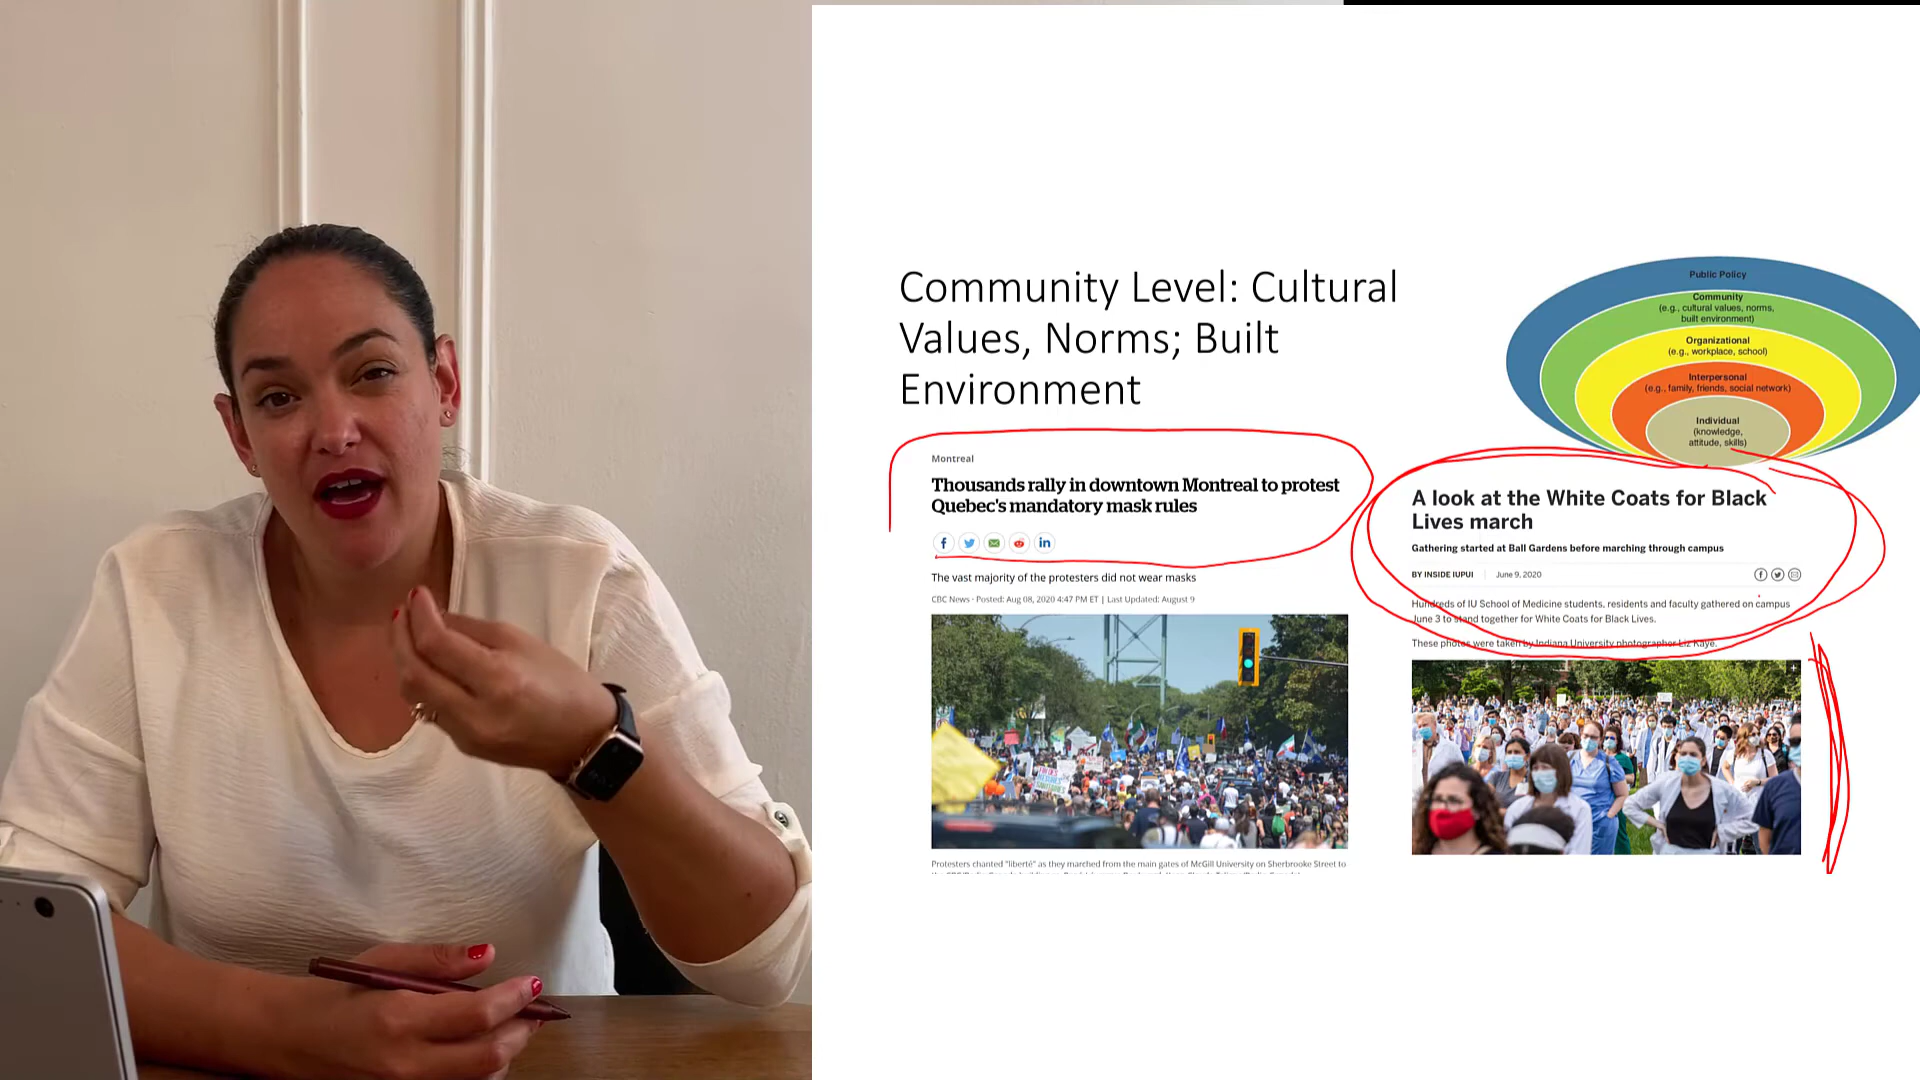 Community Level: Cultural
Values, Norms; Built
Environment
Public Policy
Community
(e.g., cultural values, norms,
built environment)
Organizational
(e.g., workplace, school)
Interpersonal
(e.g., family, friends, social network)
Individual
(knowledge,
attitude, skills)
Montreal
Thousands rally in downtown Montreal to protest
Quebec's mandatory mask rules
The vast majority of the protesters did not wear masks
CBC News · Posted: Aug 08, 2020 4:47 PM ET | Last Updated: August 9
Protesters chanted "liberté" as they marched from the main gates of McGill University on Sherbrooke Street to
A look at the White Coats for Black
Lives march
Gathering started at Ball Gardens before marching through campus
BY INSIDE IUPUI June 9, 2020
Hundreds of IU School of Medicine students, residents and faculty gathered on campus
June 3 to stand together for White Coats for Black Lives.
These photos were taken by Indiana University photographer Liz Kaye.